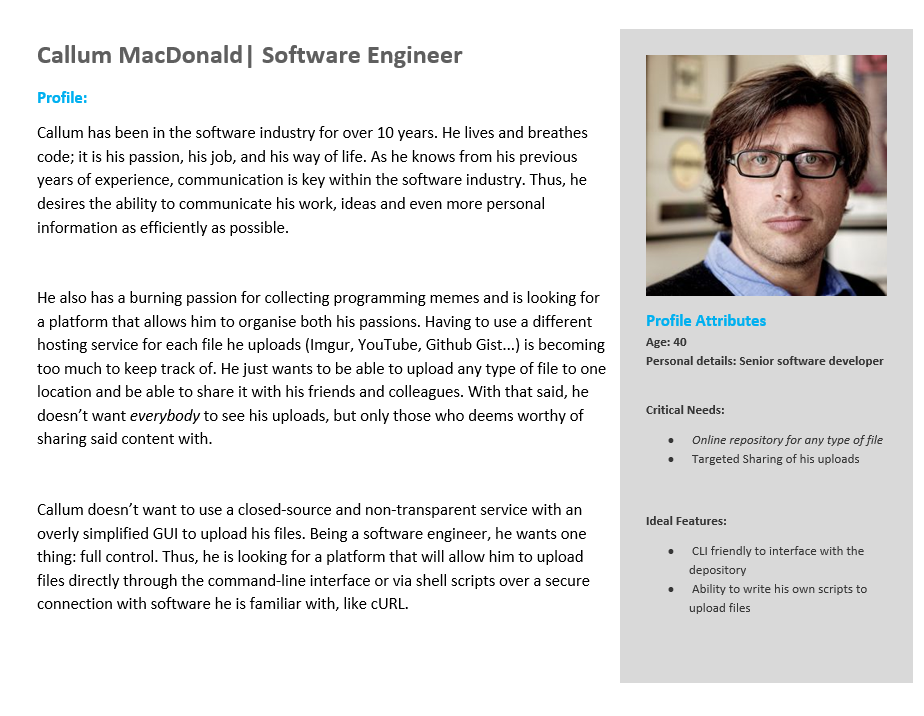 Callum MacDonald| Software Engineer
Profile:
Callum has been in the software industry for over 10 years. He lives and breathes
code; it is his passion, his job, and his way of life. As he knows from his previous
years of experience, communication is key within the software industry. Thus, he
desires the ability to communicate his work, ideas and even more personal
information as efficiently as possible.
He also has a burning passion for collecting programming memes and is looking for
a platform that allows him to organise both his passions. Having to use a different
hosting service for each file he uploads (Imgur, YouTube, Github Gist...) is becoming
too much to keep track of. He just wants to be able to upload any type of file to one
location and be able to share it with his friends and colleagues. With that said, he
doesn't want everybody to see his uploads, but only those who deems worthy of
sharing said content with.
Callum doesn't want to use a closed-source and non-transparent service with an
overly simplified GUI to upload his files. Being a software engineer, he wants one
thing: full control. Thus, he is looking for a platform that will allow him to upload
files directly through the command-line interface or via shell scripts over a secure
connection with software he is familiar with, like cURL.
Profile Attributes
Age: 40
Personal details: Senior software developer
Critical Needs:
● Online repository for any type of file
● Targeted Sharing of his uploads
Ideal Features:
● CLI friendly to interface with the
depository
● Ability to write his own scripts to
upload files